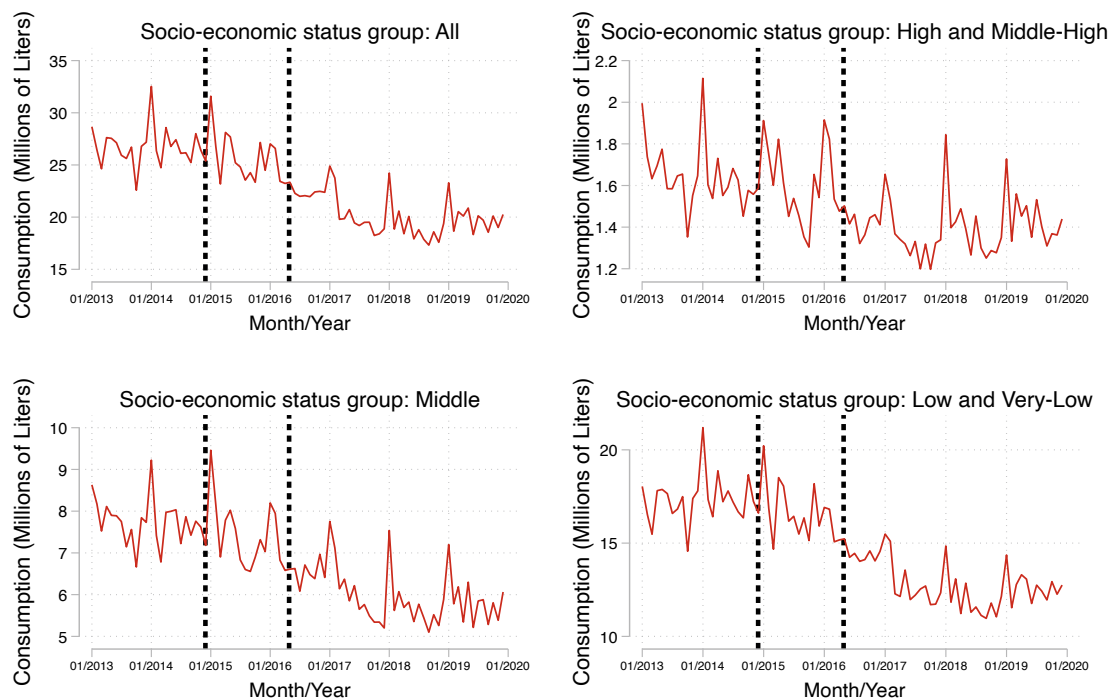 Socio-economic status group: All
Consumption (Millions of Liters)
35
30
25
20
15
01/2013 01/2014 01/2015 01/2016 01/2017 01/2018 01/2019 01/2020
Month/Year
Socio-economic status group: High and Middle-High
Consumption (Millions of Liters)
2.2
2
1.8
1.6
1.4
1.2
01/2013 01/2014 01/2015 01/2016 01/2017 01/2018 01/2019 01/2020
Month/Year
Socio-economic status group: Middle
Consumption (Millions of Liters)
10
9
8
7
6
5
01/2013 01/2014 01/2015 01/2016 01/2017 01/2018 01/2019 01/2020
Month/Year
Socio-economic status group: Low and Very-Low
Consumption (Millions of Liters)
20
15
10
01/2013 01/2014 01/2015 01/2016 01/2017 01/2018 01/2019 01/2020
Month/Year